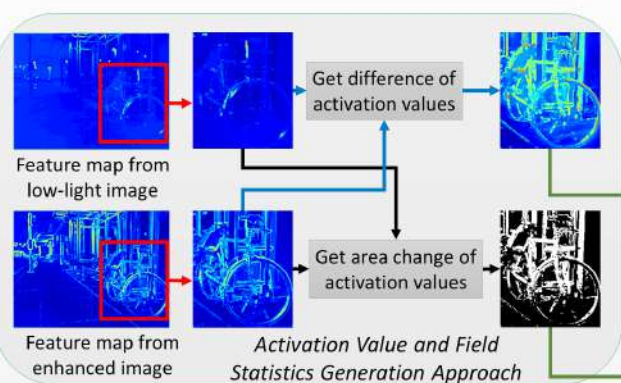 Get difference of
activation values
Feature map from
low-light image
Get area change of
activation values
Feature map from
enhanced image
Activation Value and Field
Statistics Generation Approach